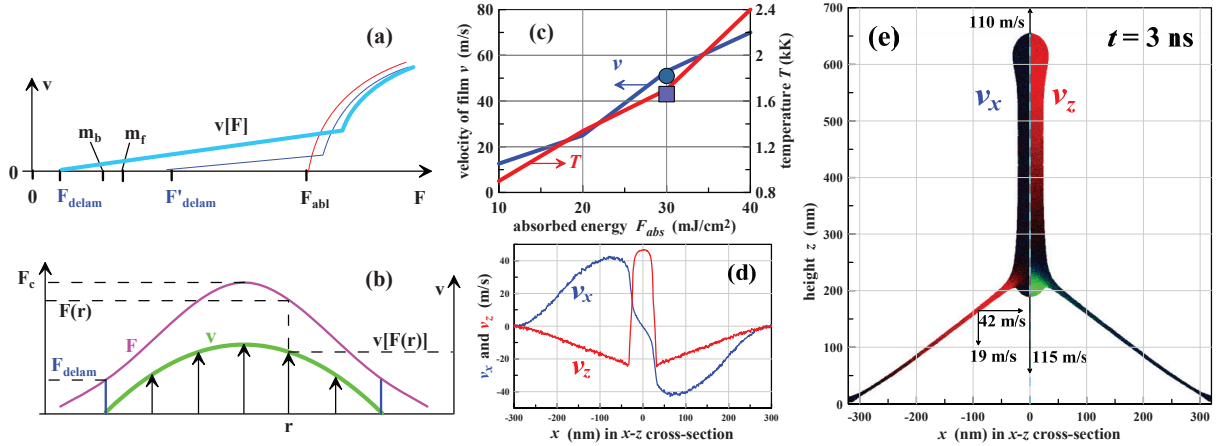 (a)
v
m_b
m_f
v[F]
0
0
F_delam
F'_delam
F_abl
F
(b)
F_c
F(r)
F_delam
F
v
v
v[F(r)]
r
(c)
velocity of film v (m/s)
80
60
40
20
0
v
T
2.4
2
1.6
1.2
0.8
temperature T (kK)
10 20 30 40
absorbed energy F_abs (mJ/cm²)
(d)
v_x and v_z (m/s)
40
20
0
-20
-40
v_x
v_z
-300 -200 -100 0 100 200 300
x (nm) in x-z cross-section
110 m/s
(e)
t = 3 ns
v_x
v_z
height z (nm)
700
600
500
400
300
200
100
0
42 m/s
19 m/s
115 m/s
-300 -200 -100 0 100 200 300
x (nm) in x-z cross-section